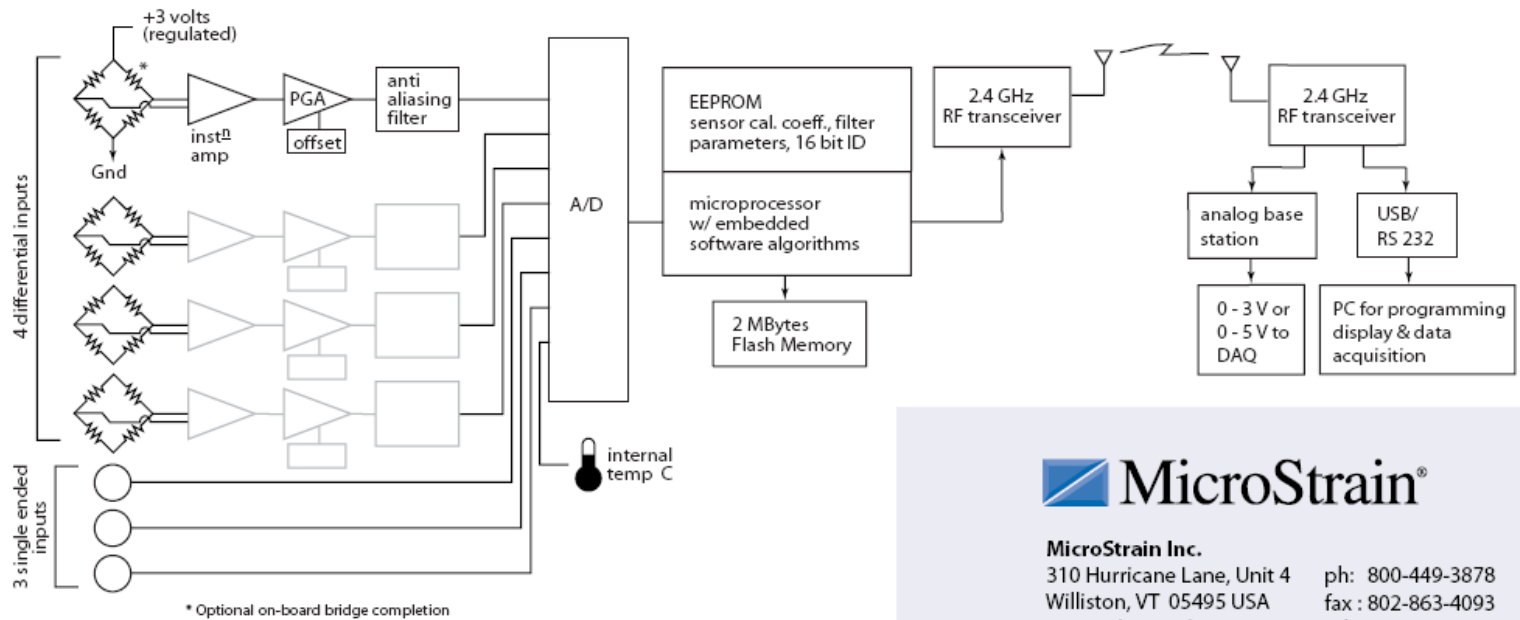 +3 volts
(regulated)
*
4 differential inputs
Gnd
inst<u>n</u>
amp
PGA
offset
anti
aliasing
filter
A/D
EEPROM
sensor cal. coeff., filter
parameters, 16 bit ID
microprocessor
w/ embedded
software algorithms
2 MBytes
Flash Memory
2.4 GHz
RF transceiver
2.4 GHz
RF transceiver
analog base
station
USB/
RS 232
0 - 3 V or
0 - 5 V to
DAQ
PC for programming
display & data
acquisition
internal
temp C
3 single ended
inputs
* Optional on-board bridge completion
MicroStrain®
MicroStrain Inc.
310 Hurricane Lane, Unit 4 ph: 800-449-3878
Williston, VT 05495 USA fax : 802-863-4093